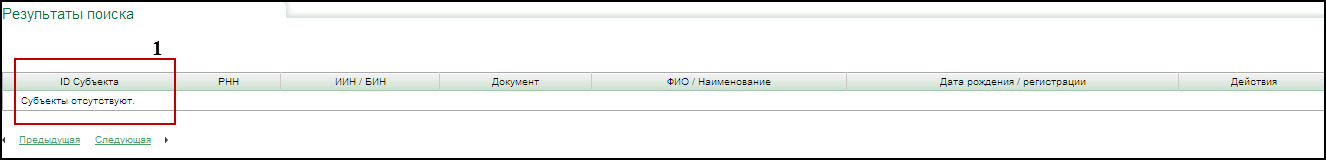 Результаты поиска
1
ID Субъекта РНН ИИН / БИН Документ ФИО / Наименование Дата рождения / регистрации Действия
Субъекты отсутствуют.
Предыдущая Следующая